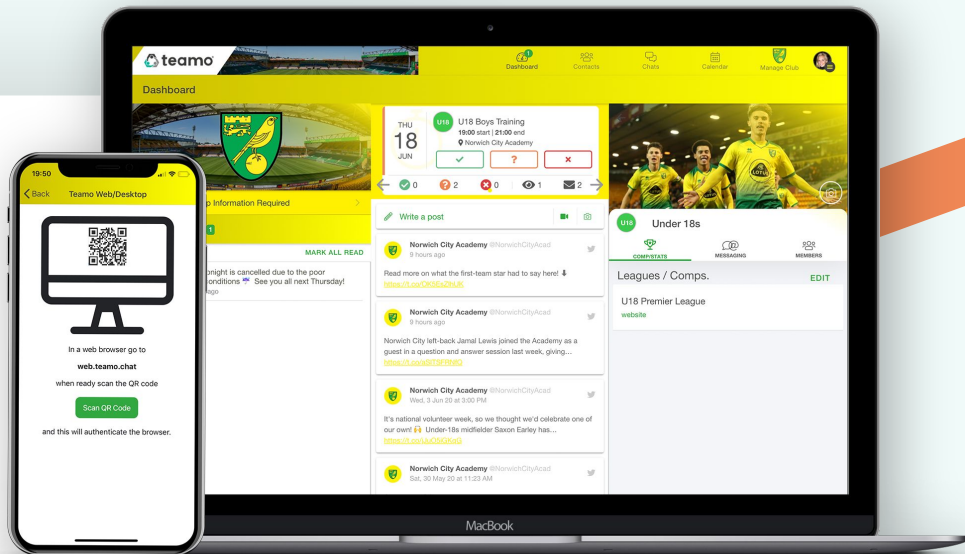 19:50
Back Teamo Web/Desktop
In a web browser go to
web.teamo.chat
when ready scan the QR code
Scan QR Code
and this will authenticate the browser.
teamo
Dashboard
1
Contacts
Chats
Calendar
Manage Club
Dashboard
p Information Required
1
MARK ALL READ
onight is cancelled due to the poor
onditions See you all next Thursday!
ago
THU
18
JUN
U18
U18 Boys Training
19:00 start | 21:00 end
Norwich City Academy
?
0 ? 2 0 1 2
Write a post
Norwich City Academy @NorwichCityAcad
9 hours ago
Read more on what the first-team star had to say here!
Norwich City Academy @NorwichCityAcad
9 hours ago
Norwich City left-back Jamal Lewis joined the Academy as a
guest in a question and answer session last week, giving...
Norwich City Academy @NorwichCityAcad
Wed, 3 Jun 20 at 3:00 PM
It's national volunteer week, so we thought we'd celebrate one of
our own! Under-18s midfielder Saxon Earley has...
Norwich City Academy @NorwichCityAcad
Sat, 30 May 20 at 11:23 AM
LOTUS
U18 Under 18s
COMP/STATS
MESSAGING
MEMBERS
Leagues / Comps. EDIT
U18 Premier League
website
MacBook